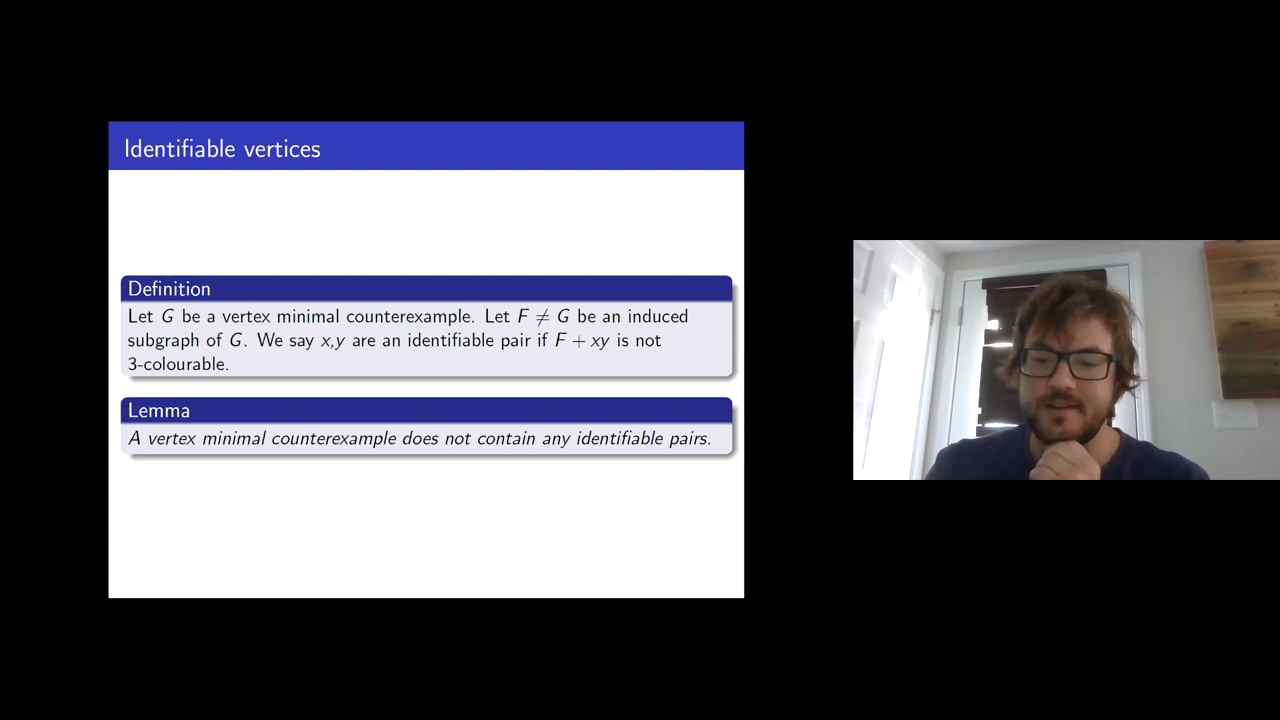 Identifiable vertices
Definition
Let G be a vertex minimal counterexample. Let F ≠ G be an induced
subgraph of G. We say x,y are an identifiable pair if F + xy is not
3-colourable.
Lemma
A vertex minimal counterexample does not contain any identifiable pairs.